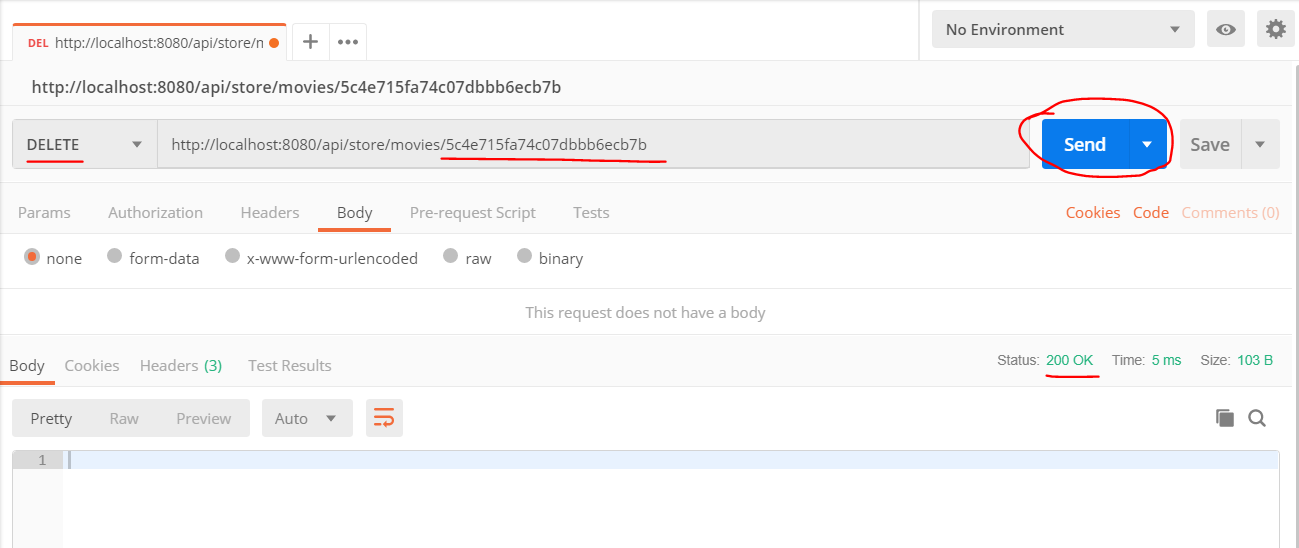 DEL http://localhost:8080/api/store/n
No Environment
http://localhost:8080/api/store/movies/5c4e715fa74c07dbbb6ecb7b
DELETE http://localhost:8080/api/store/movies/5c4e715fa74c07dbbb6ecb7b Send Save
Params Authorization Headers Body Pre-request Script Tests Cookies Code Comments (0)
none form-data x-www-form-urlencoded raw binary
This request does not have a body
Body Cookies Headers (3) Test Results Status: 200 OK Time: 5 ms Size: 103 B
Pretty Raw Preview Auto
1